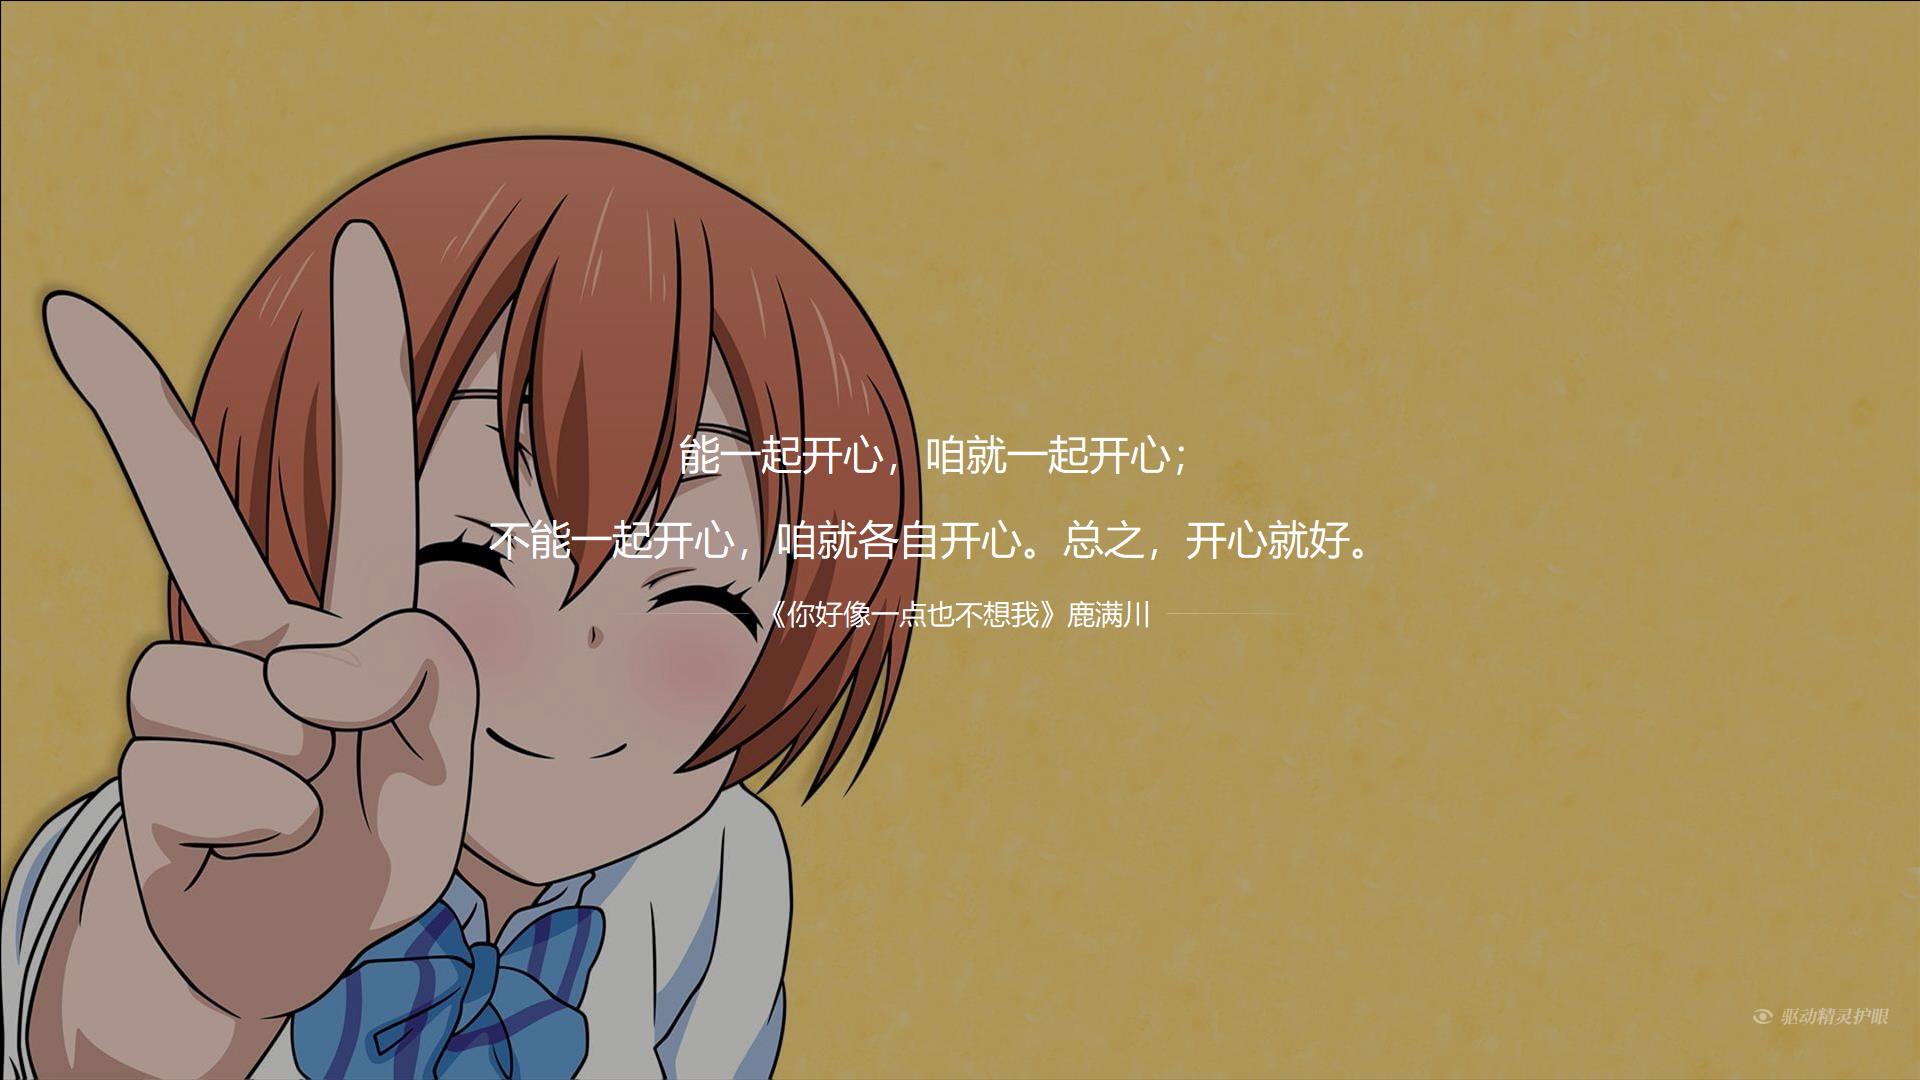 能一起开心，咱就一起开心；
不能一起开心，咱就各自开心。总之，开心就好。
《你好像一点也不想我》鹿满川
驱动精灵护眼